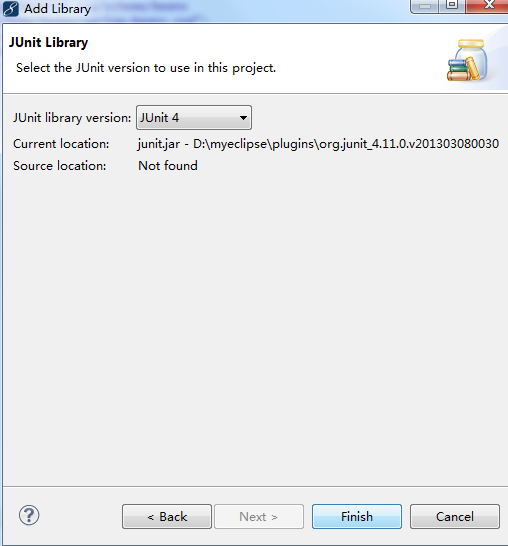 Add Library
JUnit Library
Select the JUnit version to use in this project.
JUnit library version: JUnit 4
Current location: junit.jar - D:\myeclipse\plugins\org.junit_4.11.0.v201303080030
Source location: Not found
? < Back Next > Finish Cancel